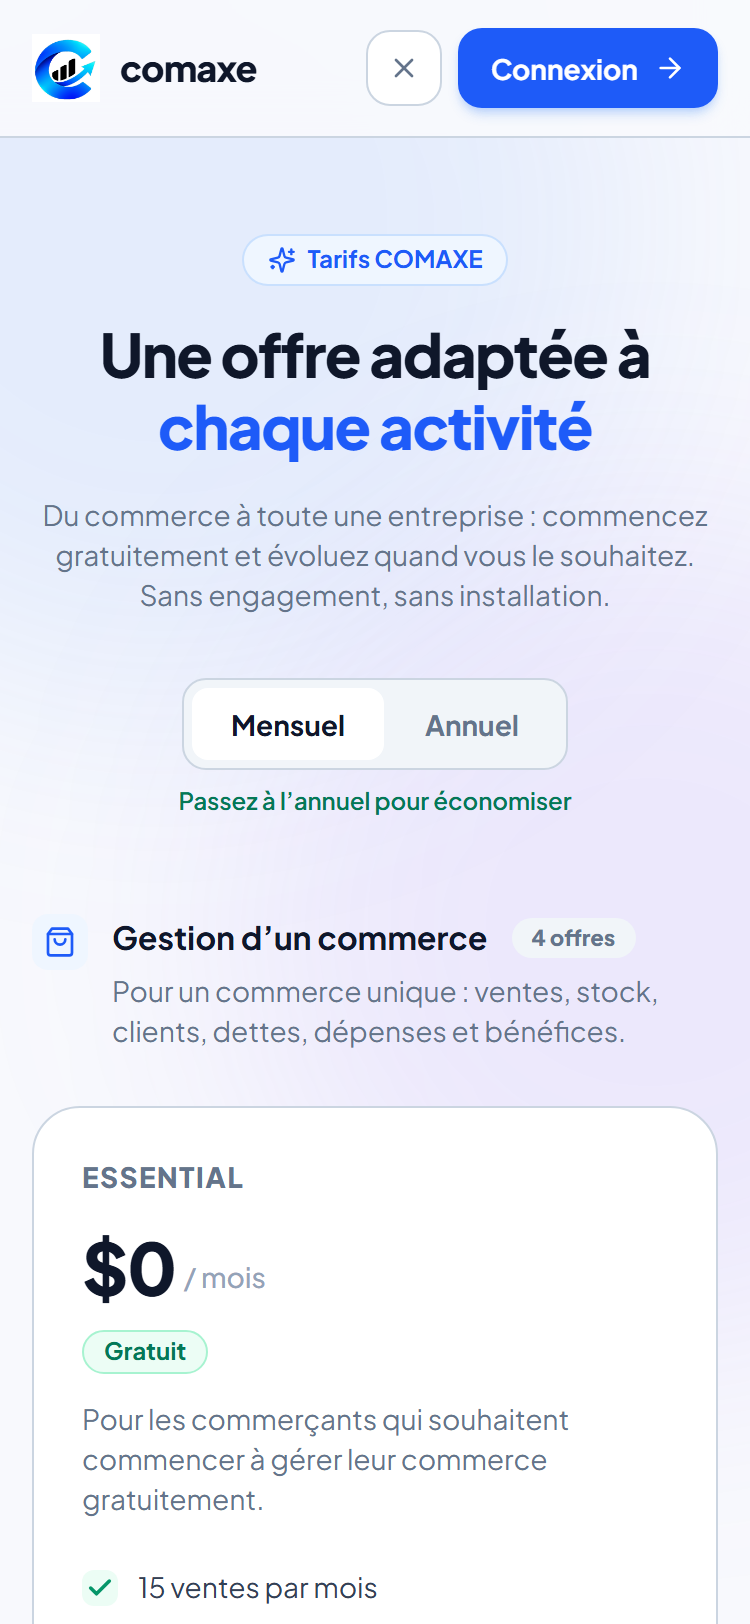 comaxe
Connexion
Tarifs COMAXE
Une offre adaptée à
chaque activité
Du commerce à toute une entreprise : commencez
gratuitement et évoluez quand vous le souhaitez.
Sans engagement, sans installation.
Mensuel
Annuel
Passez à l’annuel pour économiser
Gestion d’un commerce
4 offres
Pour un commerce unique : ventes, stock,
clients, dettes, dépenses et bénéfices.
ESSENTIAL
$0 / mois
Gratuit
Pour les commerçants qui souhaitent
commencer à gérer leur commerce
gratuitement.
15 ventes par mois